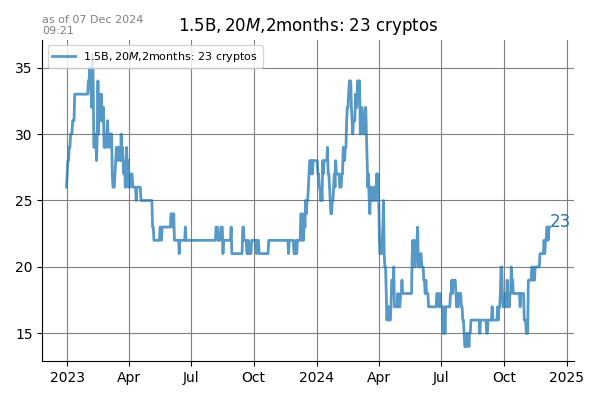 as of 07 Dec 2024
09:21
1.5B, 20M,2months: 23 cryptos
1.5B, 20M,2months: 23 cryptos
35
30
25
20
15
23
2023 Apr Jul Oct 2024 Apr Jul Oct 2025